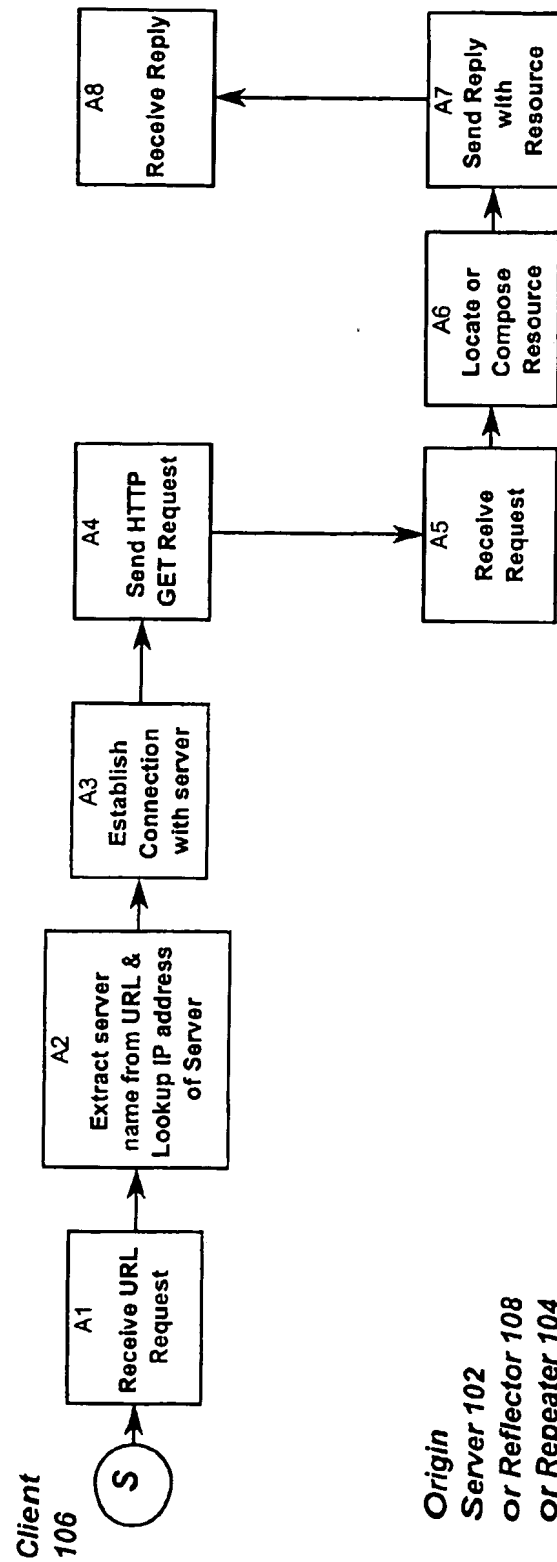 Client
106
S
A1
Receive URL
Request
A2
Extract server
name from URL &
Lookup IP address
of Server
A3
Establish
Connection
with server
A4
Send HTTP
GET Request
A5
Receive
Request
A6
Locate or
Compose
Resource
A7
Send Reply
with
Resource
A8
Receive Reply
Origin
Server 102
or Reflector 108
or Repeater 104